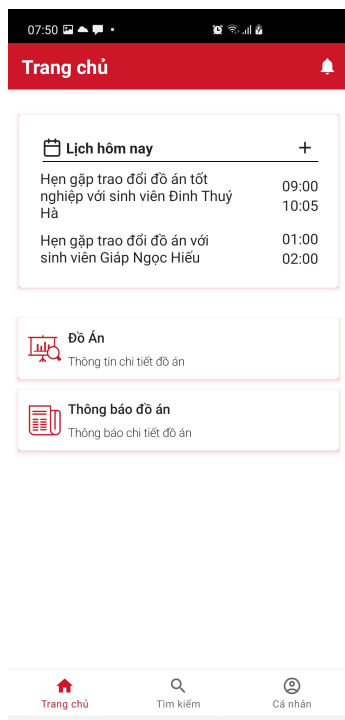 07:50
Trang chủ
Lịch hôm nay
Hẹn gặp trao đổi đồ án tốt
nghiệp với sinh viên Đinh Thuý
Hà
09:00
10:05
Hẹn gặp trao đổi đồ án với
sinh viên Giáp Ngọc Hiếu
01:00
02:00
Đồ Án
Thông tin chi tiết đồ án
Thông báo đồ án
Thông báo chi tiết đồ án
Trang chủ
Tìm kiếm
Cá nhân